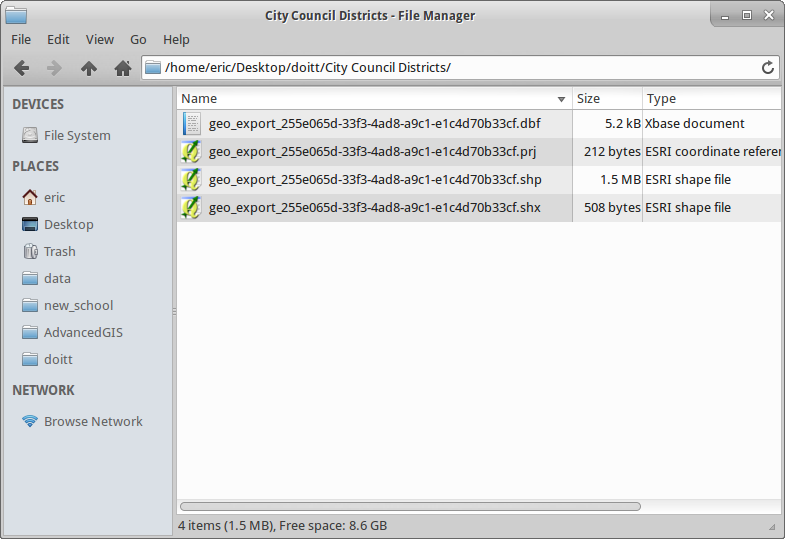 City Council Districts - File Manager
File Edit View Go Help
/home/eric/Desktop/doitt/City Council Districts/
DEVICES
File System
PLACES
eric
Desktop
Trash
data
new_school
AdvancedGIS
doitt
NETWORK
Browse Network
Name Size Type
geo_export_255e065d-33f3-4ad8-a9c1-e1c4d70b33cf.dbf 5.2 kB Xbase document
geo_export_255e065d-33f3-4ad8-a9c1-e1c4d70b33cf.prj 212 bytes ESRI coordinate referen
geo_export_255e065d-33f3-4ad8-a9c1-e1c4d70b33cf.shp 1.5 MB ESRI shape file
geo_export_255e065d-33f3-4ad8-a9c1-e1c4d70b33cf.shx 508 bytes ESRI shape file
4 items (1.5 MB), Free space: 8.6 GB